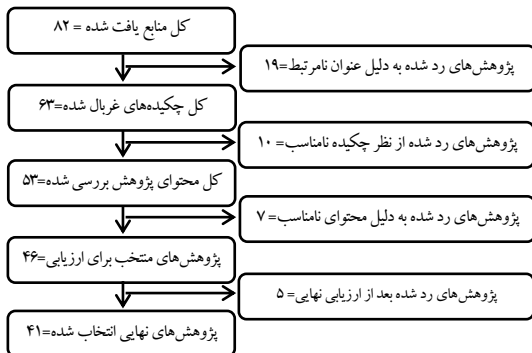 کل منابع یافت شده = ۸۲
پژوهش‌های رد شده به دلیل عنوان نامرتبط=۱۹
کل چکیده‌های غربال شده=۶۳
پژوهش‌های رد شده از نظر چکیده نامناسب= ۱۰
کل محتوای پژوهش بررسی شده=۵۳
پژوهش‌های رد شده به دلیل محتوای نامناسب= ۷
پژوهش‌های منتخب برای ارزیابی=۴۶
پژوهش‌های رد شده بعد از ارزیابی نهایی= ۵
پژوهش‌های نهایی انتخاب شده=۴۱